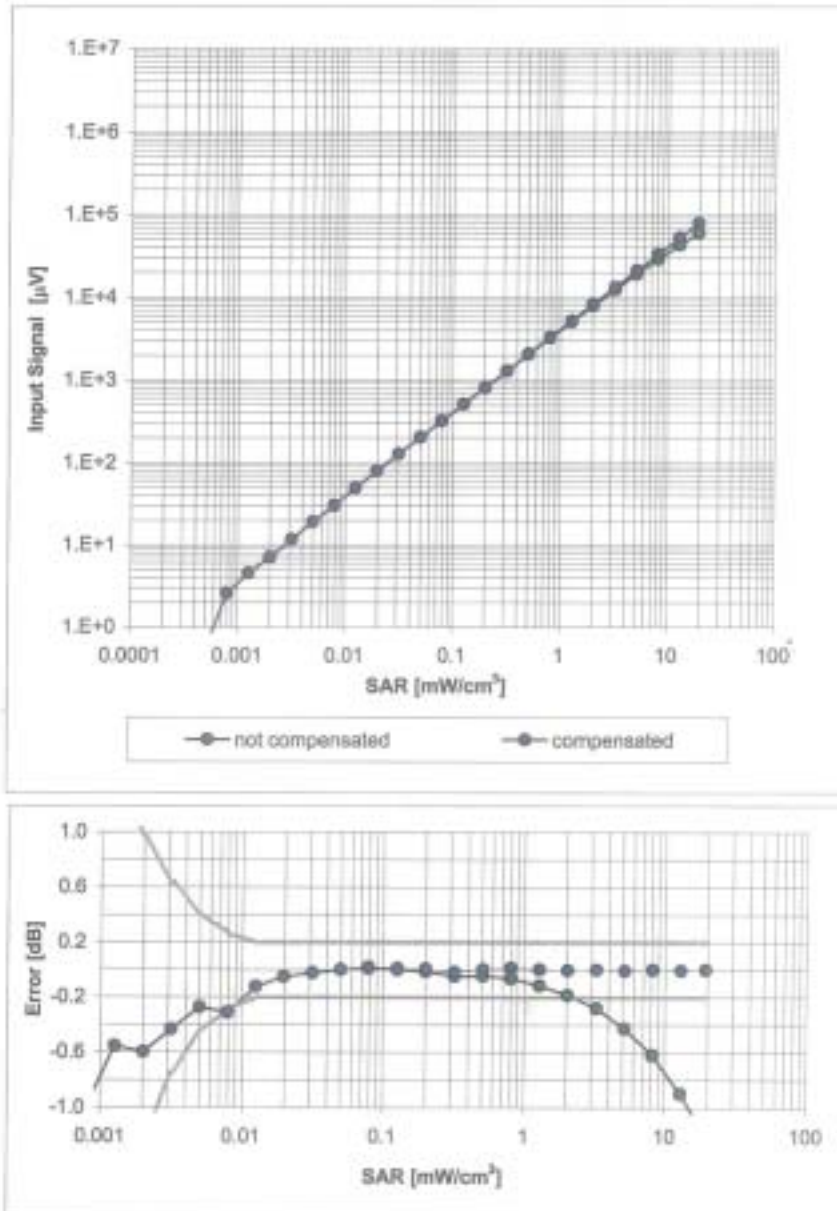 1.E+7
1.E+6
1.E+5
1.E+4
1.E+3
1.E+2
1.E+1
1.E+0
Input Signal [µV]
0.0001 0.001 0.01 0.1 1 10 100
SAR [mW/cm³]
not compensated compensated
1.0
0.6
0.2
-0.2
-0.6
-1.0
Error [dB]
0.001 0.01 0.1 1 10 100
SAR [mW/cm³]